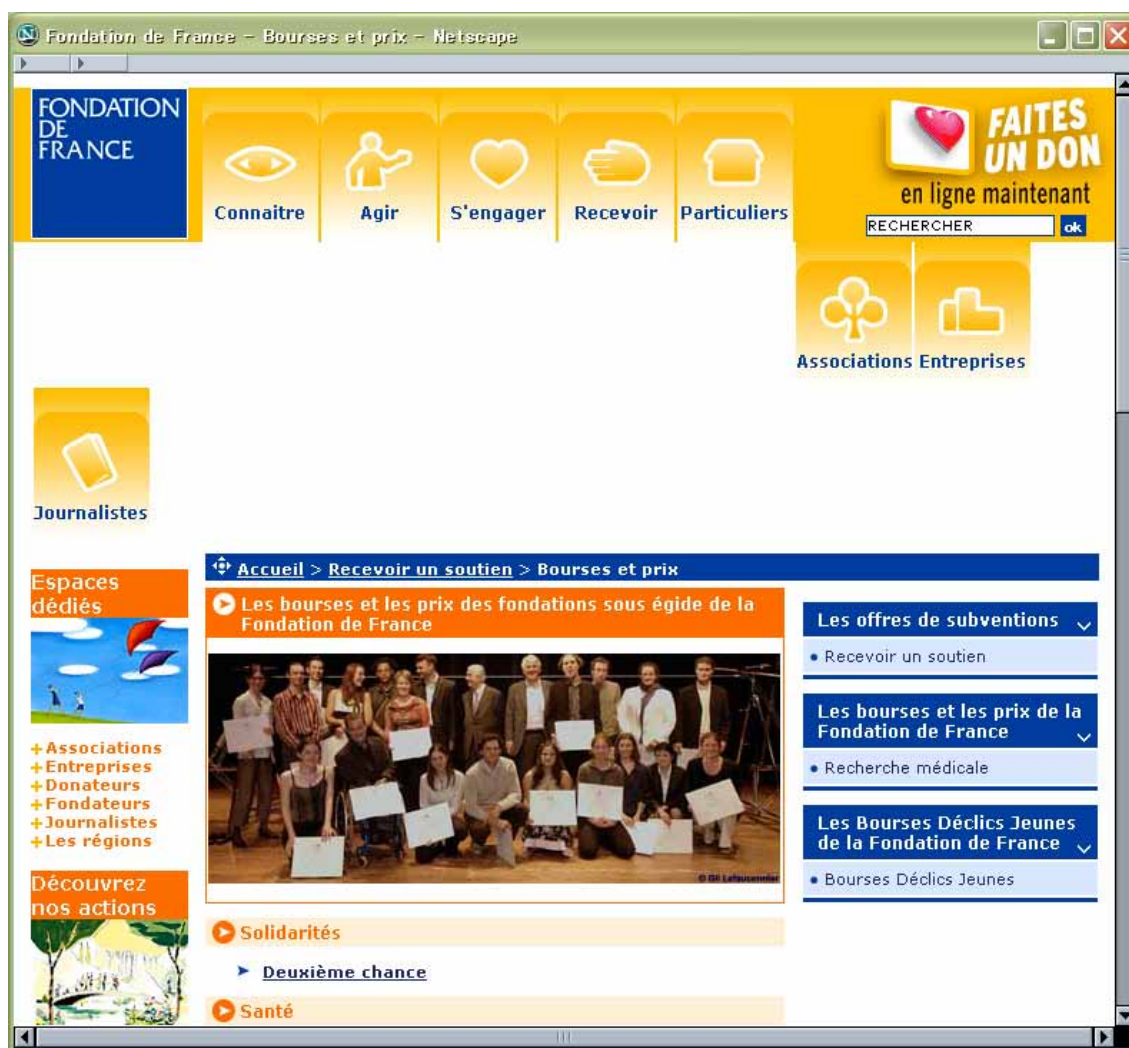 Fondation de France - Bourses et prix - Netscape
FONDATION
DE
FRANCE
Connaitre
Agir
S'engager
Recevoir
Particuliers
FAITES
UN DON
en ligne maintenant
RECHERCHER
ok
Associations
Entreprises
Journalistes
Espaces
dédiés
+Associations
+Entreprises
+Donateurs
+Fondateurs
+Journalistes
+Les régions
Découvrez
nos actions
Accueil > Recevoir un soutien > Bourses et prix
Les bourses et les prix des fondations sous égide de la
Fondation de France
Solidarités
Deuxième chance
Santé
Les offres de subventions
• Recevoir un soutien
Les bourses et les prix de la
Fondation de France
• Recherche médicale
Les Bourses Déclics Jeunes
de la Fondation de France
• Bourses Déclics Jeunes